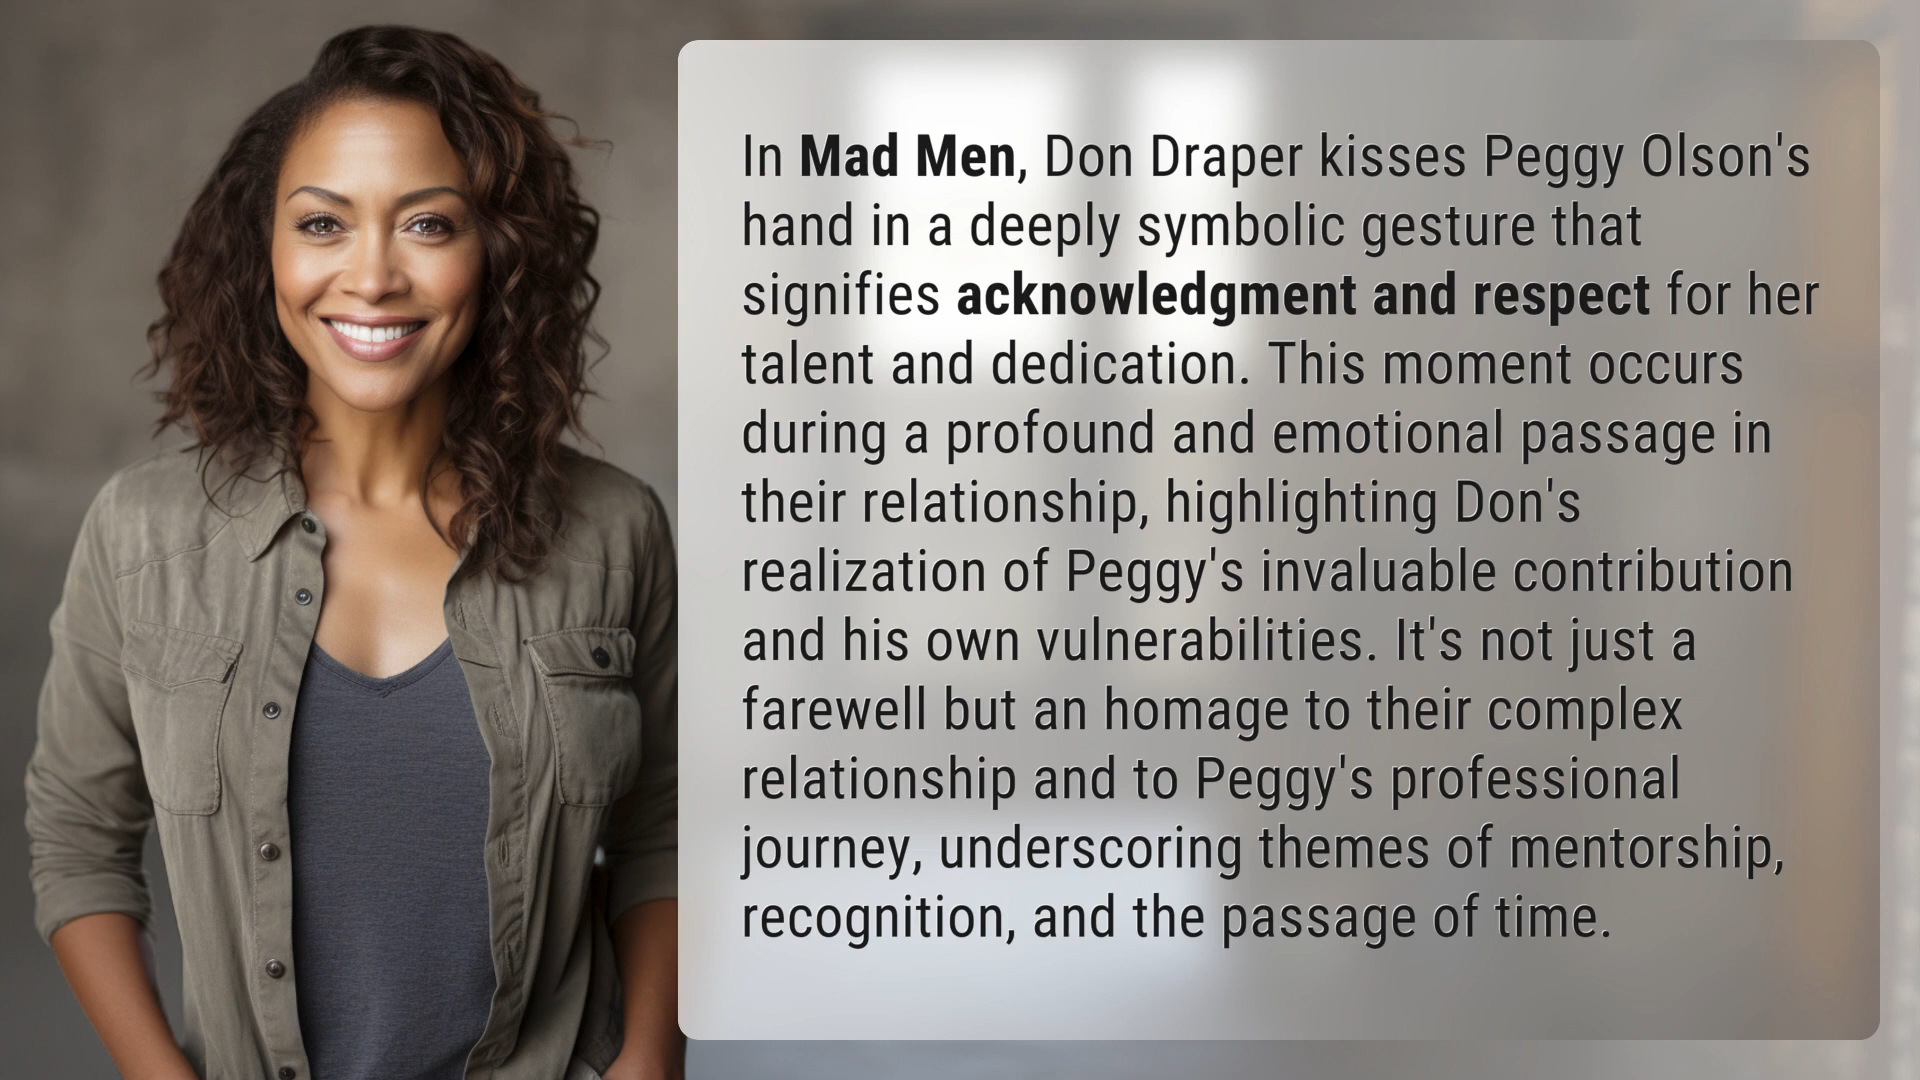 In Mad Men, Don Draper kisses Peggy Olson's
hand in a deeply symbolic gesture that
signifies acknowledgment and respect for her
talent and dedication. This moment occurs
during a profound and emotional passage in
their relationship, highlighting Don's
realization of Peggy's invaluable contribution
and his own vulnerabilities. It's not just a
farewell but an homage to their complex
relationship and to Peggy's professional
journey, underscoring themes of mentorship,
recognition, and the passage of time.